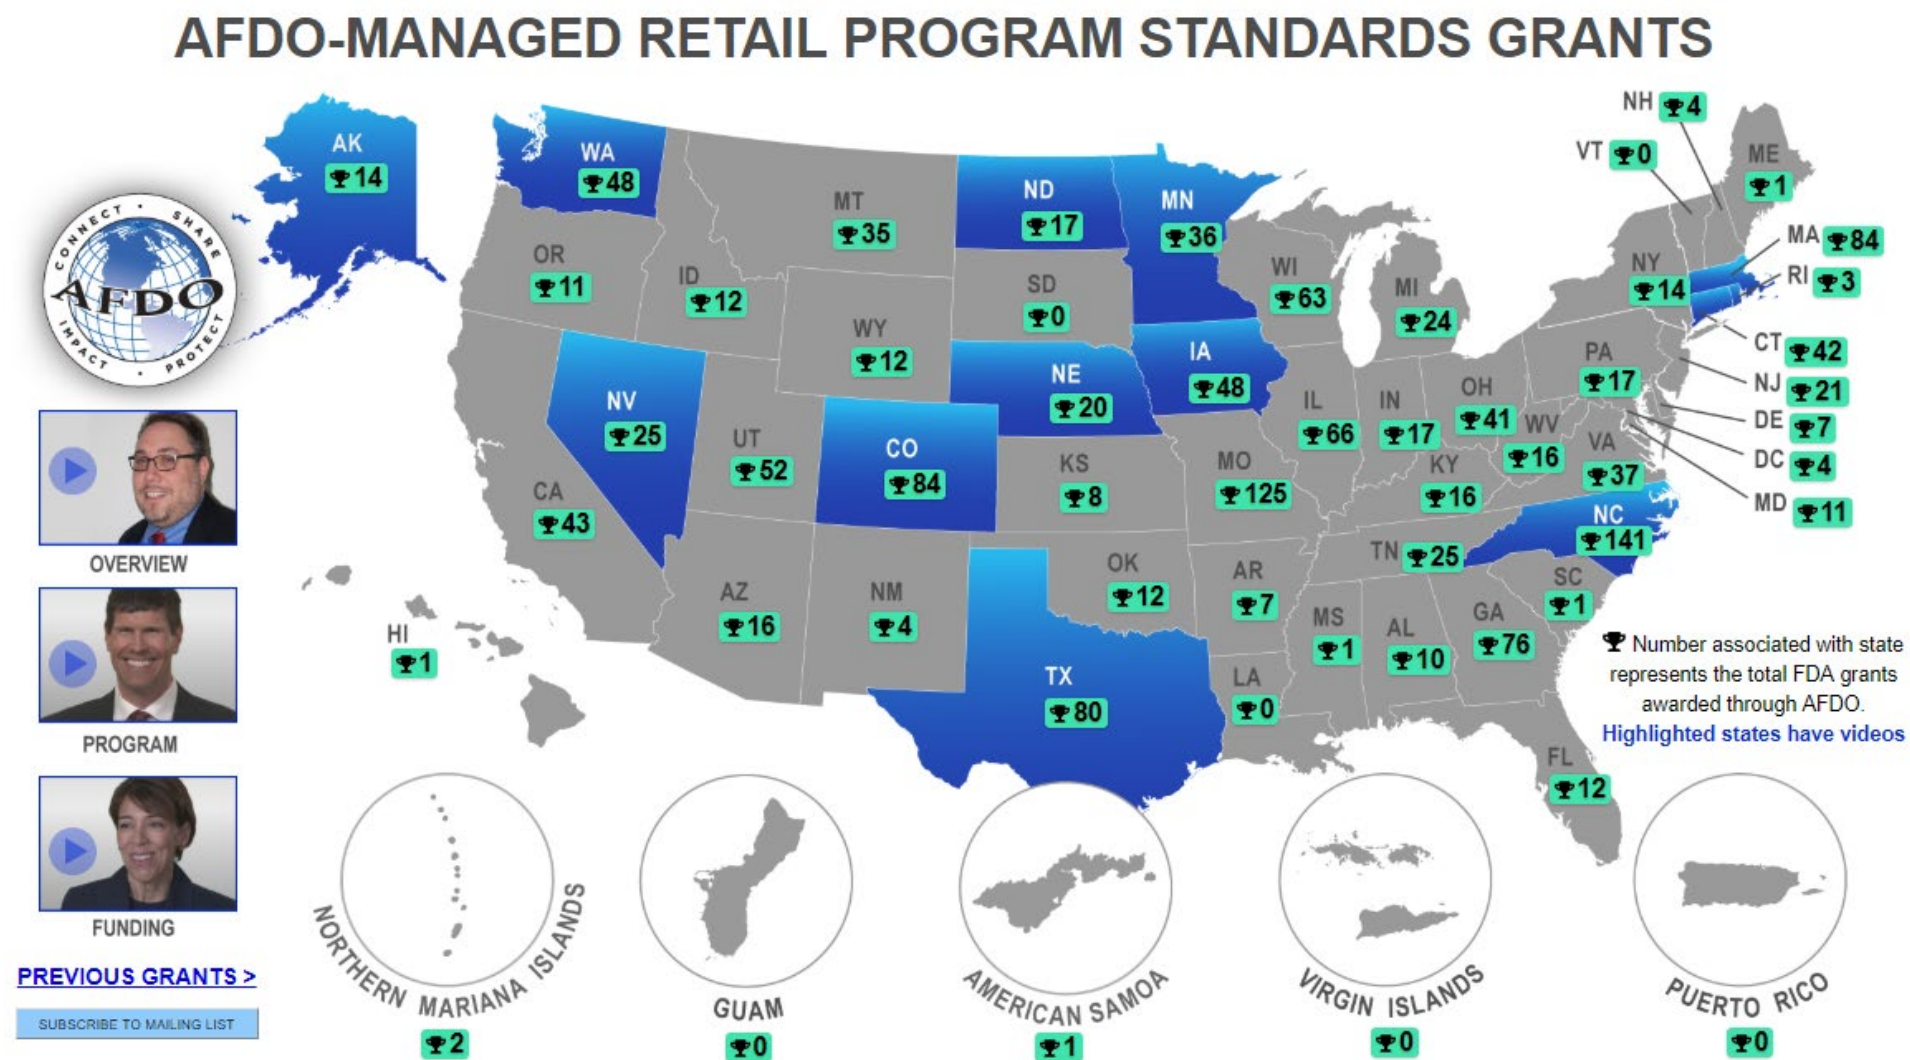 AFDO-MANAGED RETAIL PROGRAM STANDARDS GRANTS
CONNECT • SHARE
AFDO
IMPACT • PROTECT
OVERVIEW
PROGRAM
FUNDING
PREVIOUS GRANTS >
SUBSCRIBE TO MAILING LIST
AK
14
WA
48
OR
11
ID
12
MT
35
WY
12
ND
17
SD
0
MN
36
WI
63
MI
24
NH 4
VT 0
ME
1
MA 84
RI 3
NY
14
CT 42
NJ 21
DE 7
DC 4
MD 11
PA
17
NE
20
IA
48
IL
66
IN
17
OH
41
WV
16
VA
37
KY
16
NV
25
UT
52
CO
84
KS
8
MO
125
CA
43
NC
141
TN 25
SC
1
AZ
16
NM
4
OK
12
AR
7
MS
1
AL
10
GA
76
HI
1
TX
80
LA
0
FL
12
Number associated with state
represents the total FDA grants
awarded through AFDO.
Highlighted states have videos
NORTHERN MARIANA ISLANDS
2
GUAM
0
AMERICAN SAMOA
1
VIRGIN ISLANDS
0
PUERTO RICO
0